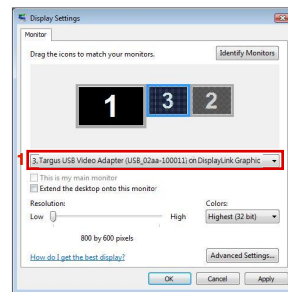 Display Settings
Monitor
Drag the icons to match your monitors.
Identify Monitors
1 3 2
1
3. Targus USB Video Adapter (USB_02aa-100011) on DisplayLink Graphic
This is my main monitor
Extend the desktop onto this monitor
Resolution:
Colors:
Low High
Highest (32 bit)
800 by 600 pixels
How do I get the best display?
Advanced Settings...
OK Cancel Apply